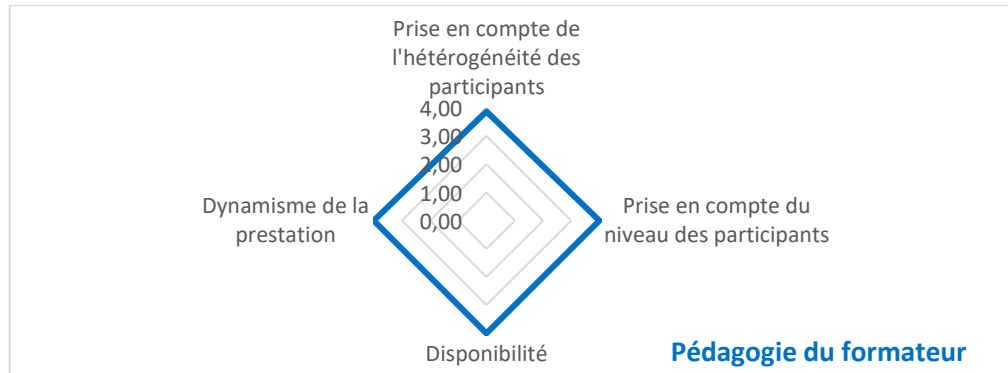 Prise en compte de
l'hétérogénéité des
participants
4,00
3,00
2,00
1,00
0,00
Dynamisme de la
prestation
Prise en compte du
niveau des participants
Disponibilité
Pédagogie du formateur